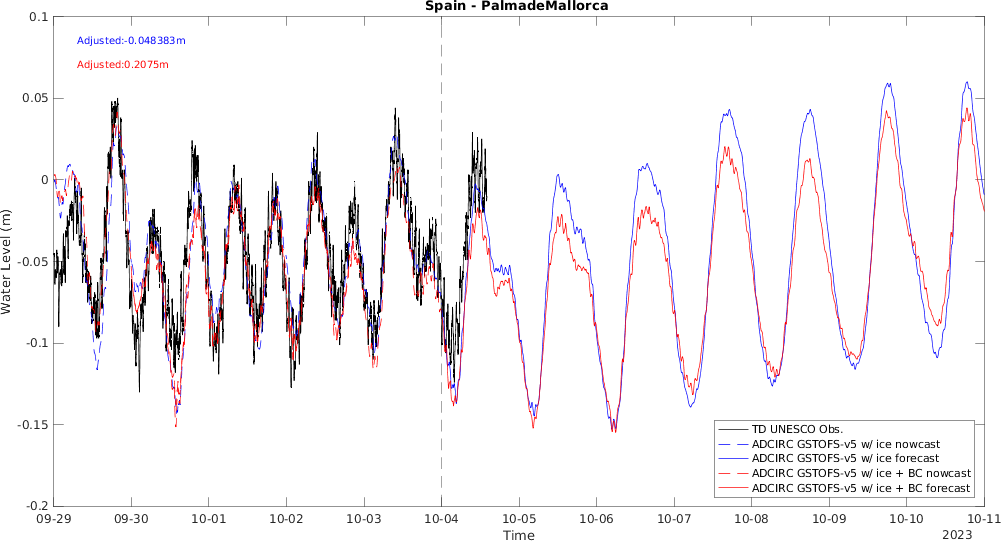 Spain - PalmadeMallorca
Adjusted:-0.048383m
Adjusted:0.2075m
0.1
0.05
0
-0.05
-0.1
-0.15
-0.2
Water Level (m)
TD UNESCO Obs.
ADCIRC GSTOFS-v5 w/ ice nowcast
ADCIRC GSTOFS-v5 w/ ice forecast
ADCIRC GSTOFS-v5 w/ ice + BC nowcast
ADCIRC GSTOFS-v5 w/ ice + BC forecast
09-29 09-30 10-01 10-02 10-03 10-04 10-05 10-06 10-07 10-08 10-09 10-10 10-11
Time
2023